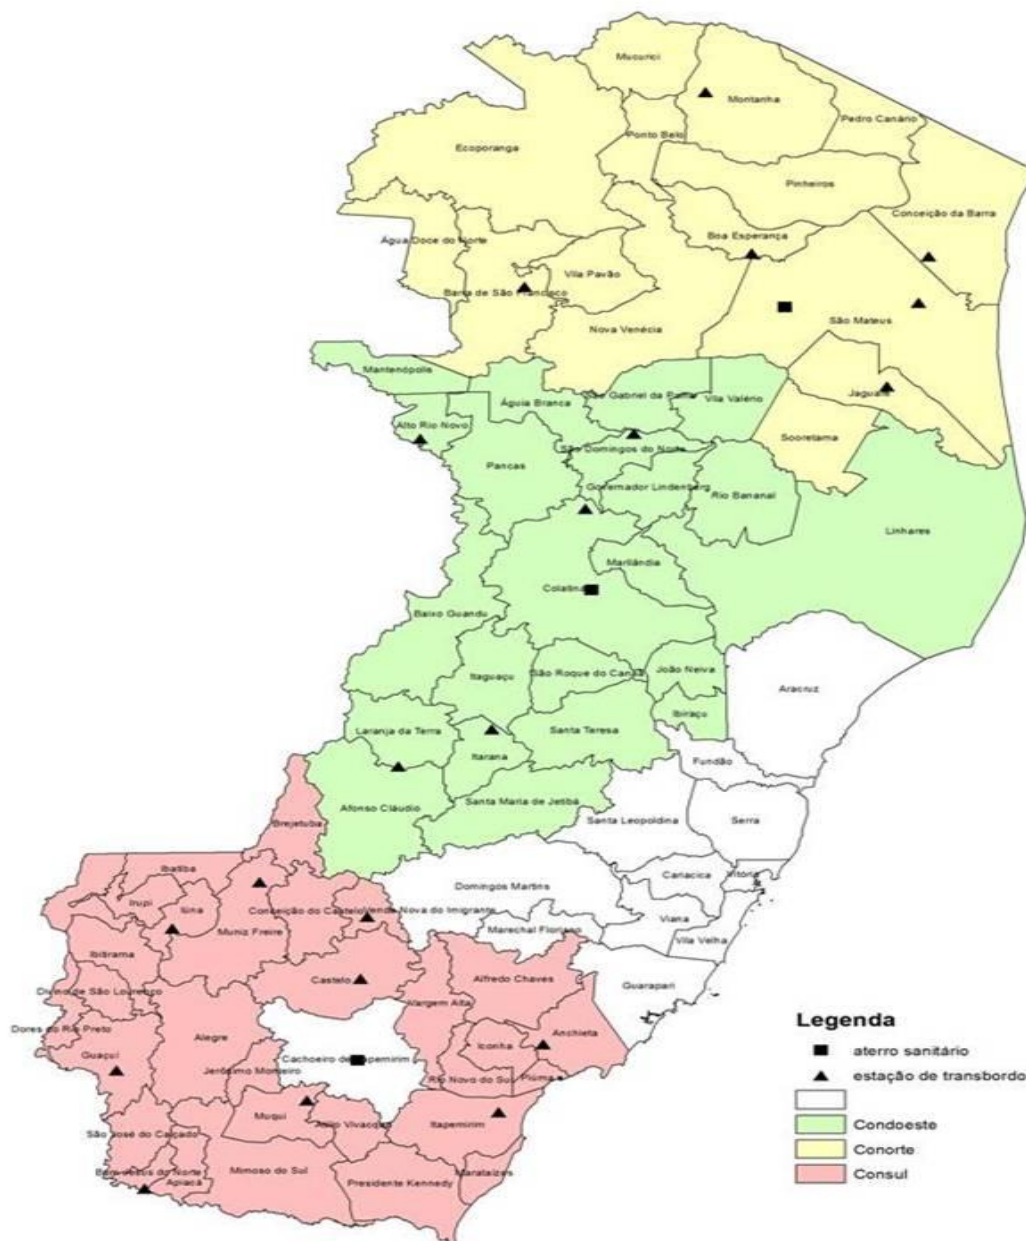 Mucurici
Montanha
Pedro Canário
Ponto Belo
Ecoporanga
Pinheiros
Conceição da Barra
Boa Esperança
Água Doce do Norte
Vila Pavão
Barra de São Francisco
São Mateus
Nova Venécia
Mantenópolis
Jaguaré
Águia Branca
São Gabriel da Palha
Vila Valério
Alto Rio Novo
Sooretama
São Domingos do Norte
Pancas
Governador Lindenberg
Rio Bananal
Linhares
Marilândia
Colatina
Baixo Guandu
Itaguaçu
São Roque do Canaã
João Neiva
Aracruz
Ibiraçu
Laranja da Terra
Santa Teresa
Itarana
Fundão
Afonso Cláudio
Santa Maria de Jetibá
Santa Leopoldina
Serra
Brejetuba
Ibatiba
Cariacica
Vitória
Domingos Martins
Irupi
Iúna
Conceição do Castelo
Venda Nova do Imigrante
Viana
Muniz Freire
Marechal Floriano
Vila Velha
Ibitirama
Castelo
Alfredo Chaves
Guarapari
Divino de São Lourenço
Vargem Alta
Dores do Rio Preto
Alegre
Anchieta
Guaçuí
Iconha
Cachoeiro de Itapemirim
Jerônimo Monteiro
Rio Novo do Sul
Piúma
Muqui
Atilio Vivacqua
Itapemirim
São José do Calçado
Bom Jesus do Norte
Apiacá
Mimoso do Sul
Marataízes
Presidente Kennedy
Legenda
aterro sanitário
estação de transbordo
Condoeste
Conorte
Consul